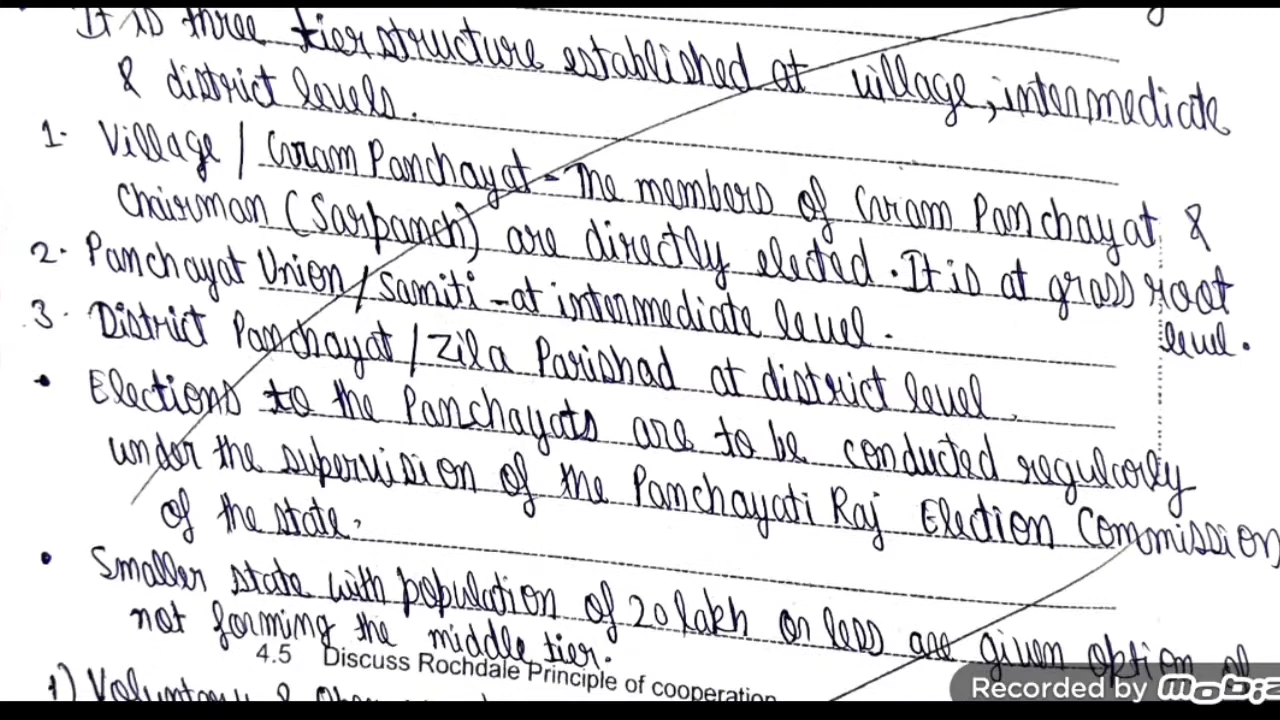 It is three tier structure established at village, intermediate
& district levels.
1. Village / Gram Panchayat - The members of Gram Panchayat &
Chairman (Sarpanch) are directly elected. It is at grass root
level.
2. Panchayat Union / Samiti - at intermediate level.
3. District Panchayat / Zila Parishad at district level.
• Elections to the Panchayats are to be conducted regularly
under the supervision of the Panchayati Raj Election Commission
of the state.
• Smaller state with population of 20 lakh or less are given option of
not forming the middle tier.
4.5 Discuss Rochdale Principle of cooperation
1) Voluntary &
Recorded by